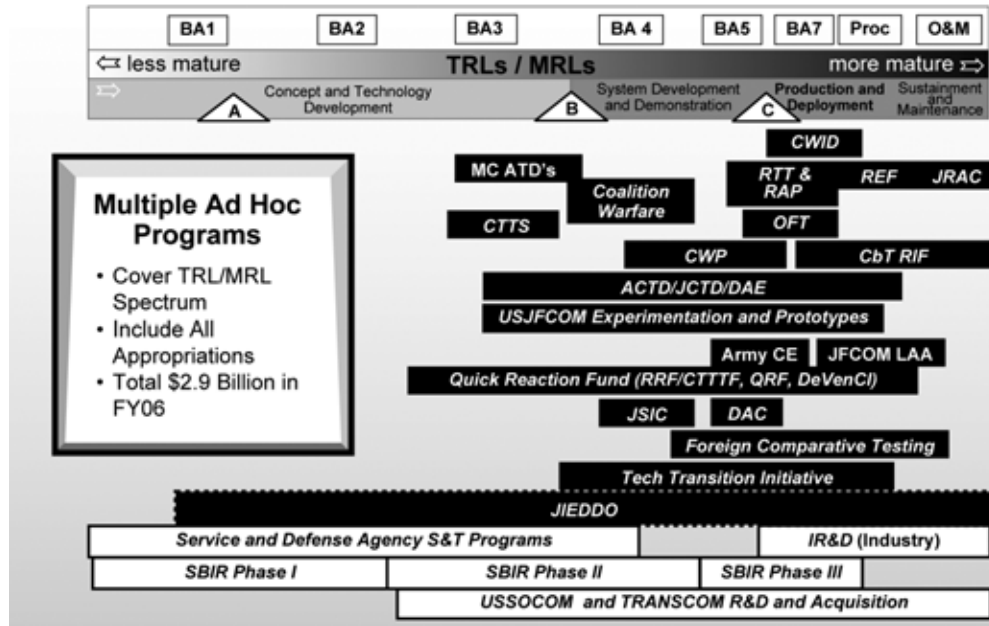 BA1 BA2 BA3 BA 4 BA5 BA7 Proc O&M
less mature TRLs / MRLs more mature
Concept and Technology
Development
System Development
and Demonstration
Production and
Deployment
Sustainment
and
Maintenance
A
B
C
Multiple Ad Hoc
Programs
• Cover TRL/MRL
Spectrum
• Include All
Appropriations
• Total $2.9 Billion in
FY06
CWID
MC ATD's
RTT &
RAP
REF JRAC
Coalition
Warfare
CTTS
OFT
CWP
CbT RIF
ACTD/JCTD/DAE
USJFCOM Experimentation and Prototypes
Army CE
JFCOM LAA
Quick Reaction Fund (RRF/CTTTF, QRF, DeVenCI)
JSIC
DAC
Foreign Comparative Testing
Tech Transition Initiative
JIEDDO
Service and Defense Agency S&T Programs
IR&D (Industry)
SBIR Phase I
SBIR Phase II
SBIR Phase III
USSOCOM and TRANSCOM R&D and Acquisition